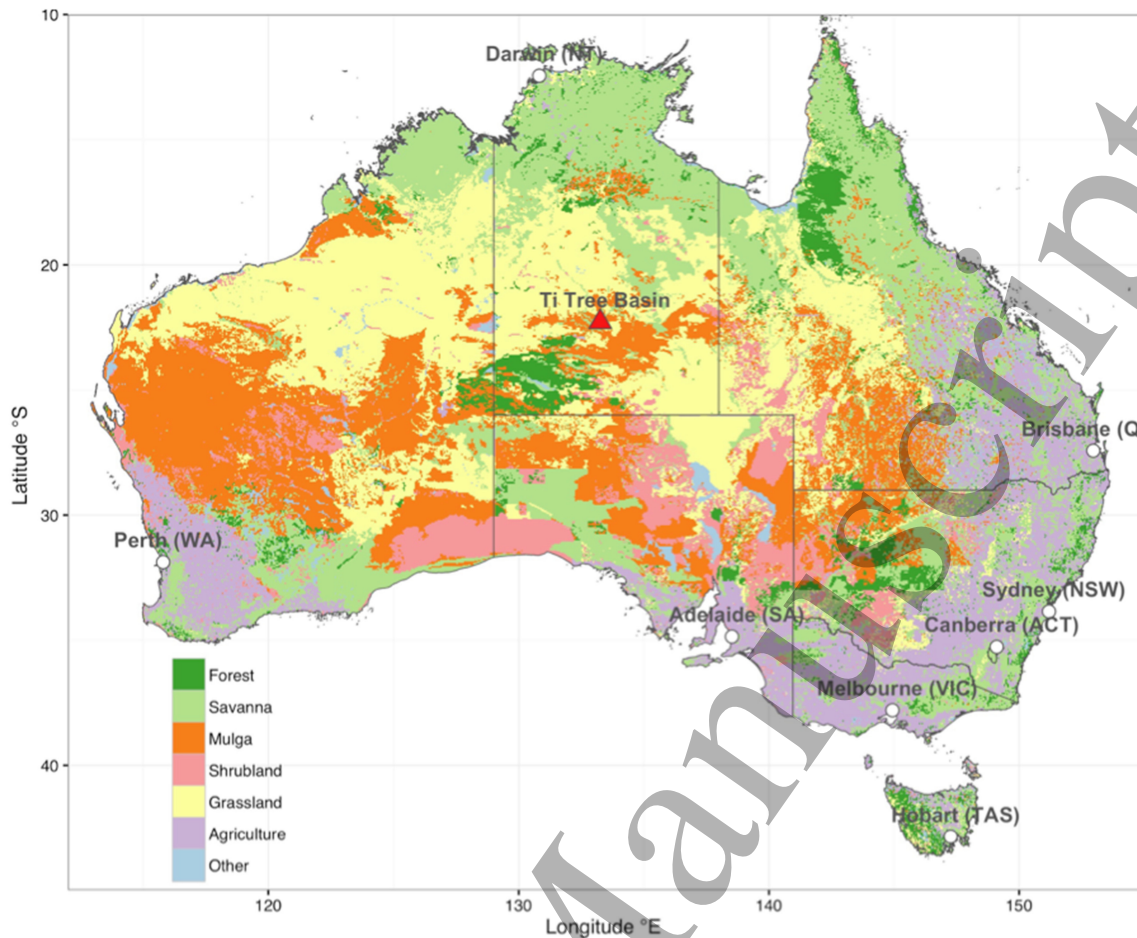 10
Darwin (NT)
20
Ti Tree Basin
Brisbane (Q
Latitude °S
30
Perth (WA)
Sydney (NSW)
Adelaide (SA)
Canberra (ACT)
Melbourne (VIC)
Forest
Savanna
Mulga
Shrubland
Grassland
Agriculture
Other
40
Hobart (TAS)
120
130
140
150
Longitude °E
Manuscript